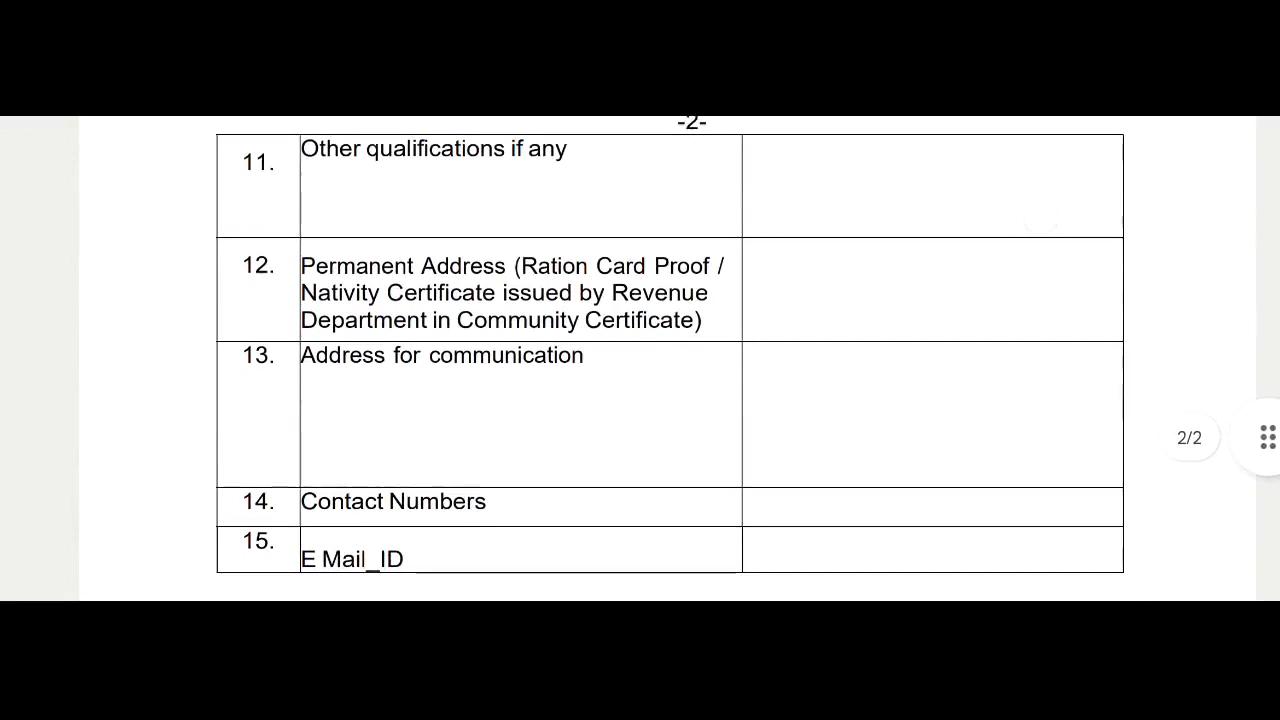 -2-
11. Other qualifications if any
12. Permanent Address (Ration Card Proof /
Nativity Certificate issued by Revenue
Department in Community Certificate)
13. Address for communication
2/2
14. Contact Numbers
15.
E Mail_ID